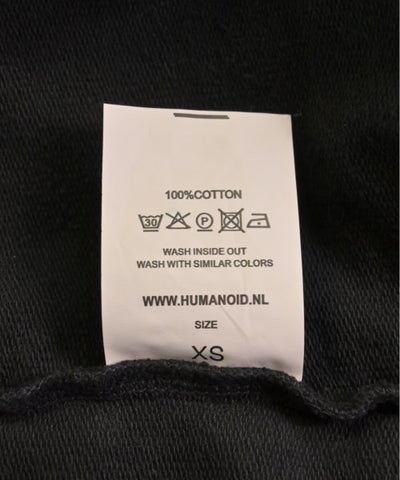 100%COTTON
30 P
WASH INSIDE OUT
WASH WITH SIMILAR COLORS
WWW.HUMANOID.NL
SIZE
XS